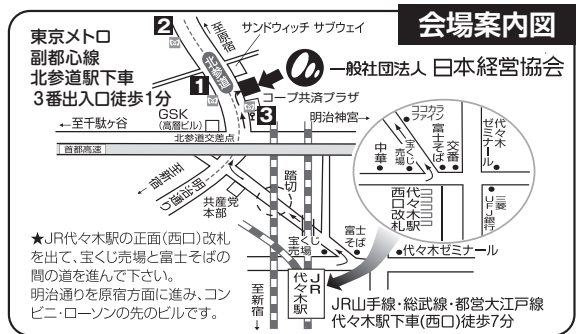 会場案内図
東京メトロ
副都心線
北参道駅下車
3番出入口徒歩1分
2
至原宿
サンドウィッチ サブウェイ
北参道
1
一般社団法人 日本経営協会
コープ共済プラザ
3
GSK
(高層ビル)
明治神宮→
←至千駄ヶ谷
北参道交差点
首都高速
至新宿
明治通り
共産党
本部
踏切
ココカラ
ファイン
代々木
ゼミナール
中華
宝くじ
売場
富士そば
交番
代々木駅
西口改札
三菱
UFJ銀行
★JR代々木駅の正面(西口)改札
を出て、宝くじ売場と富士そばの
間の道を進んで下さい。
明治通りを原宿方面に進み、コン
ビニ・ローソンの先のビルです。
宝くじ
売場
富士
そば
代々木ゼミナール
至新宿
JR
代々木駅
JR山手線・総武線・都営大江戸線
代々木駅下車(西口)徒歩7分